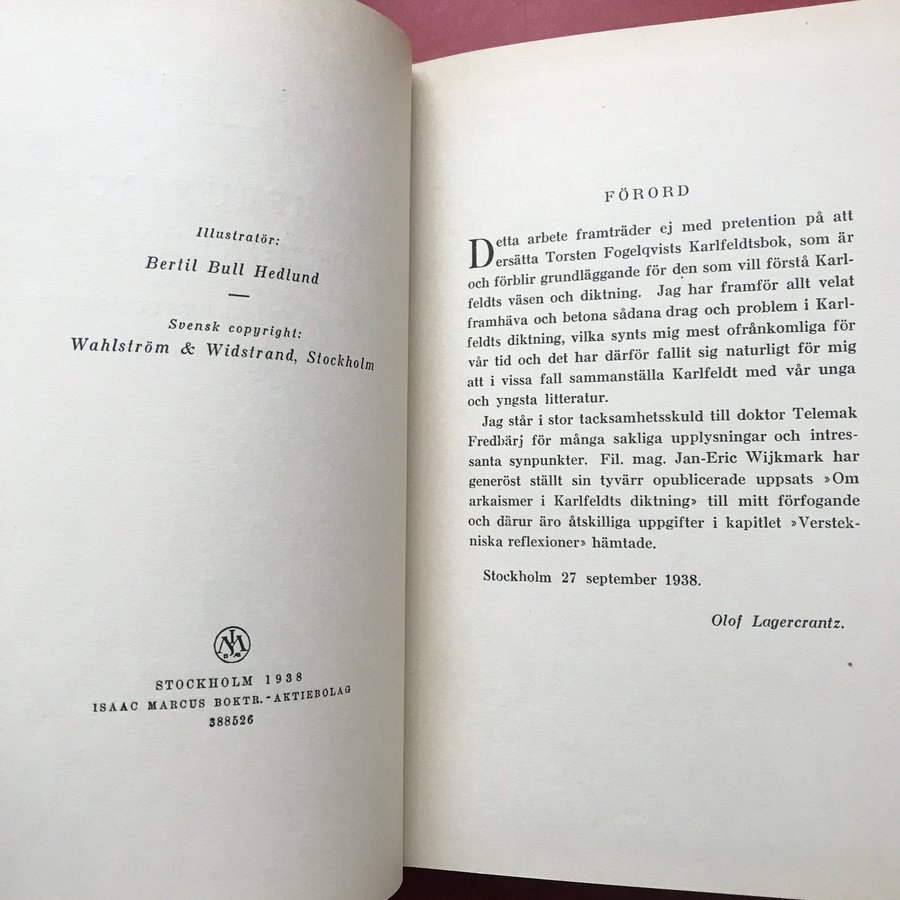 Illustratör:
Bertil Bull Hedlund
—
Svensk copyright:
Wahlström & Widstrand, Stockholm
STOCKHOLM 1938
ISAAC MARCUS BOKTR.-AKTIEBOLAG
388526
FÖRORD
Detta arbete framträder ej med pretention på att
ersätta Torsten Fogelqvists Karlfeldtsbok, som är
och förblir grundläggande för den som vill förstå Karl-
feldts väsen och diktning. Jag har framför allt velat
framhäva och betona sådana drag och problem i Karl-
feldts diktning, vilka synts mig mest ofrånkomliga för
vår tid och det har därför fallit sig naturligt för mig
att i vissa fall sammanställa Karlfeldt med vår unga
och yngsta litteratur.
Jag står i stor tacksamhetsskuld till doktor Telemak
Fredbärj för många sakliga upplysningar och intres-
santa synpunkter. Fil. mag. Jan-Eric Wijkmark har
generöst ställt sin tyvärr opublicerade uppsats »Om
arkaismer i Karlfeldts diktning» till mitt förfogande
och därur äro åtskilliga uppgifter i kapitlet »Verstek-
niska reflexioner» hämtade.
Stockholm 27 september 1938.
Olof Lagercrantz.